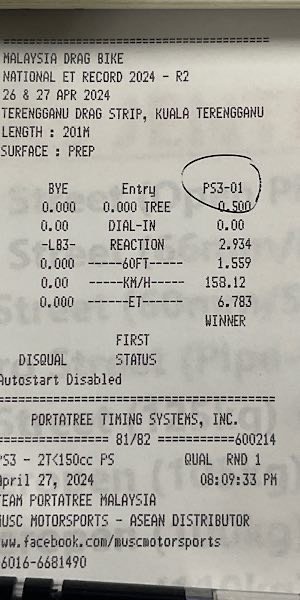 =====================================
MALAYSIA DRAG BIKE
NATIONAL ET RECORD 2024 - R2
26 & 27 APR 2024
TERENGGANU DRAG STRIP, KUALA TERENGGANU
LENGTH : 201M
SURFACE : PREP
BYE Entry PS3-01
0.000 0.000 TREE 0.500
0.00 DIAL-IN 0.00
-LB3- REACTION 2.934
0.000 -----60FT----- 1.559
0.00 -----KM/H----- 158.12
0.000 -----ET----- 6.783
WINNER
FIRST
DISQUAL STATUS
Autostart Disabled
=====================================
PORTATREE TIMING SYSTEMS, INC.
=============== 81/82 ===========600214
PS3 - 2T<150cc PS QUAL RND 1
April 27, 2024 08:09:33 PM
TEAM PORTATREE MALAYSIA
MUSC MOTORSPORTS - ASEAN DISTRIBUTOR
ww.facebook.com/muscmotorsports
6016-6681490